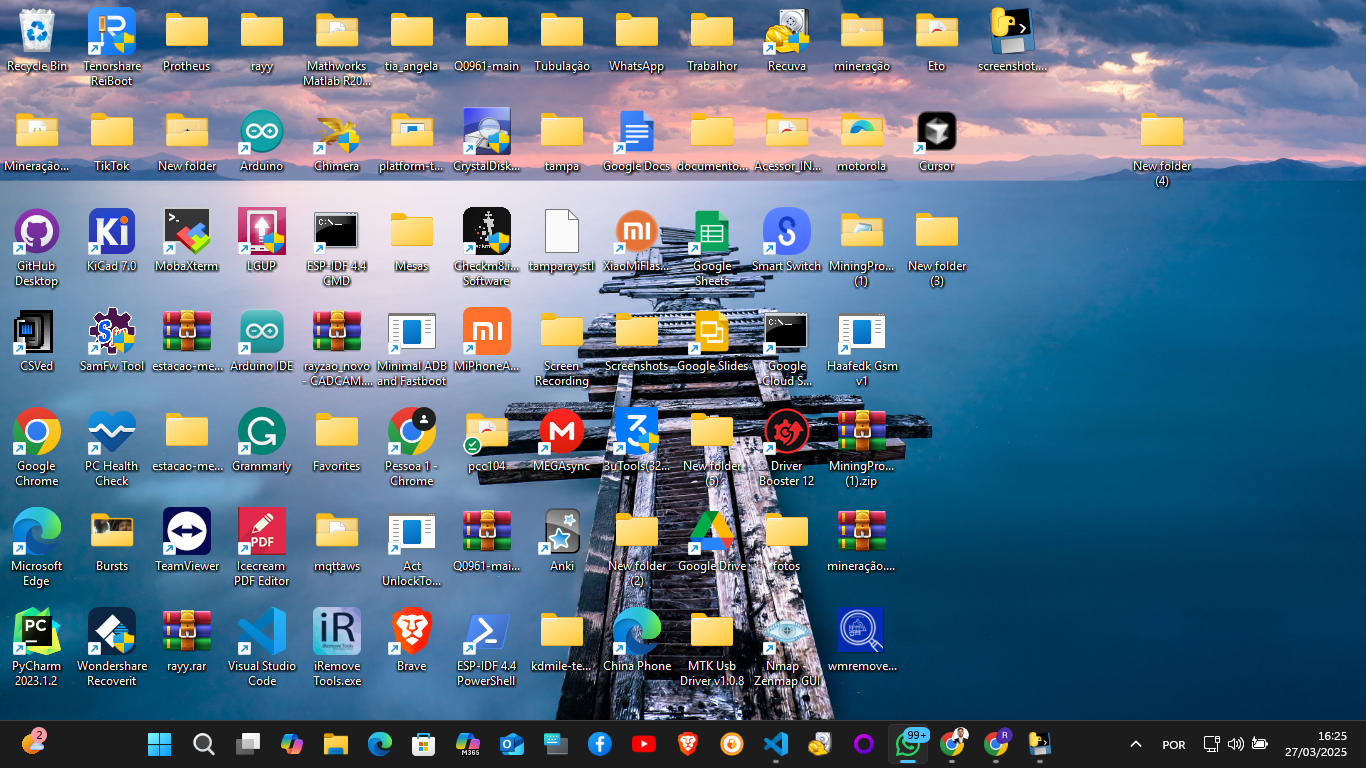 Recycle Bin
Tenorshare
ReiBoot
Protheus
rayy
Mathworks
Matlab R20...
tia_angela
Q0961-main
Tubulação
WhatsApp
Trabalhor
Recuva
mineração
Eto
screenshot....
Mineração...
TikTok
New folder
Arduino
Chimera
platform-t...
CrystalDisk...
tampa
Google Docs
documento...
Acessor_IN...
motorola
Cursor
New folder
(4)
GitHub
Desktop
KiCad 7.0
MobaXterm
LGUP
ESP-IDF 4.4
CMD
Mesas
Checkm8.i...
Software
tamparay.stl
XiaoMiFlas...
Google
Sheets
Smart Switch
MiningPro...
(1)
New folder
(3)
CSVed
SamFw Tool
estacao-me...
Arduino IDE
rayzao_novo
- CADCAM....
Minimal ADB
and Fastboot
MiPhoneA...
Screen
Recording
Screenshots
Google Slides
Google
Cloud S...
Haafedk Gsm
v1
Google
Chrome
PC Health
Check
estacao-me...
Grammarly
Favorites
Pessoa 1 -
Chrome
pcc104
MEGAsync
3uTools(32...
New folder
(5)
Driver
Booster 12
MiningPro...
(1).zip
Microsoft
Edge
Bursts
TeamViewer
PDF
Icecream
PDF Editor
mqttaws
Act
UnlockTo...
Q0961-mai...
Anki
New folder
(2)
Google Drive
fotos
mineração....
PC
PyCharm
2023.1.2
Wondershare
Recoverit
rayy.rar
Visual Studio
Code
iR
iRemove
Tools.exe
Brave
ESP-IDF 4.4
PowerShell
kdmile-te...
China Phone
MTK Usb
Driver v1.0.8
Nmap -
Zenmap GUI
wmremove...
2
M365
99+
R
POR
16:25
27/03/2025